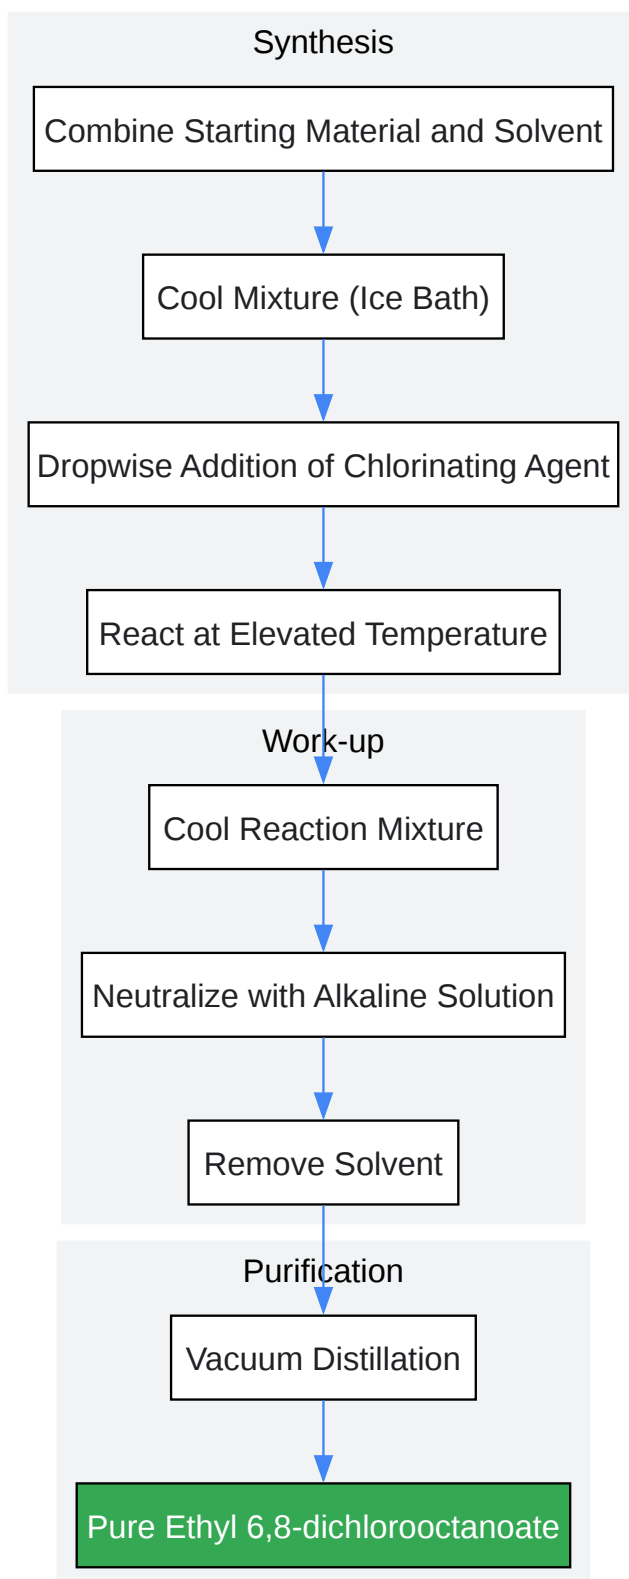 Synthesis
Combine Starting Material and Solvent
Cool Mixture (Ice Bath)
Dropwise Addition of Chlorinating Agent
React at Elevated Temperature
Work-up
Cool Reaction Mixture
Neutralize with Alkaline Solution
Remove Solvent
Purification
Vacuum Distillation
Pure Ethyl 6,8-dichlorooctanoate